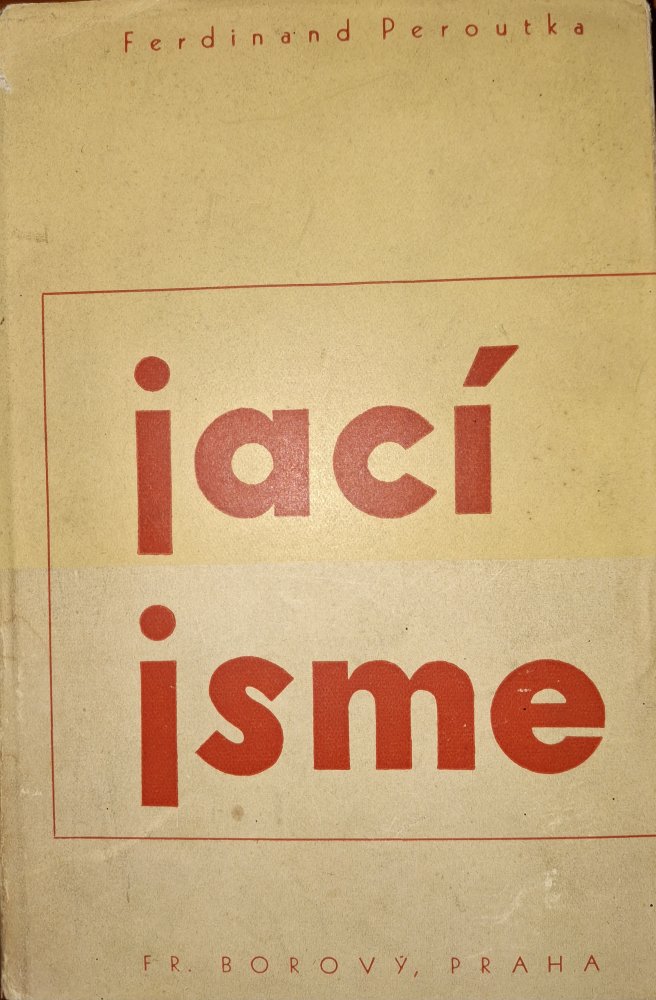 Ferdinand Peroutka
jací
jsme
FR. BOROVÝ, PRAHA